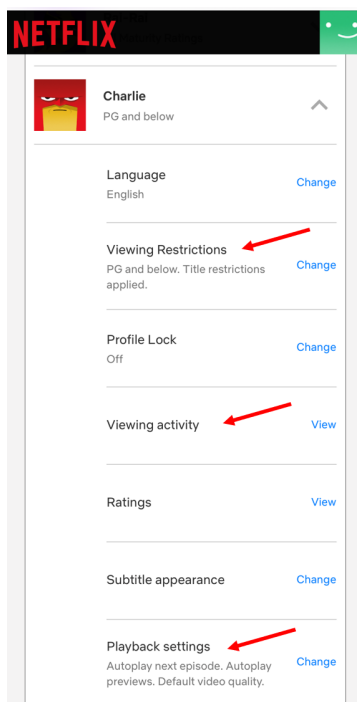 NETFLIX
Charlie
PG and below
Language
English
Change
Viewing Restrictions
PG and below. Title restrictions
applied.
Change
Profile Lock
Off
Change
Viewing activity
View
Ratings
View
Subtitle appearance
Change
Playback settings
Autoplay next episode. Autoplay
previews. Default video quality.
Change